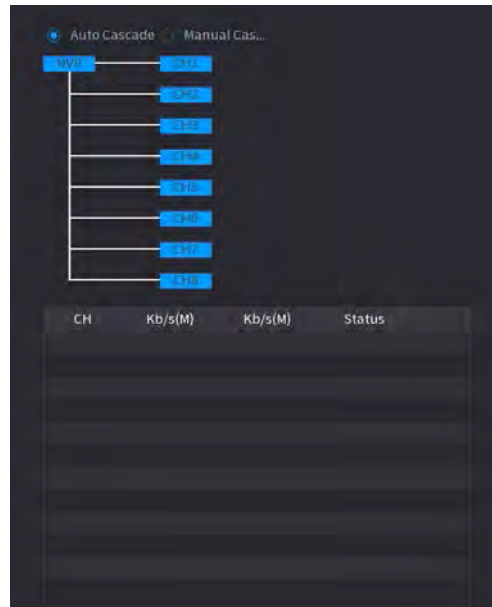 Auto Cascade Manual Cas...
NVR CH1
CH2
CH3
CH4
CH5
CH6
CH7
CH8
CH Kb/s(M) Kb/s(M) Status